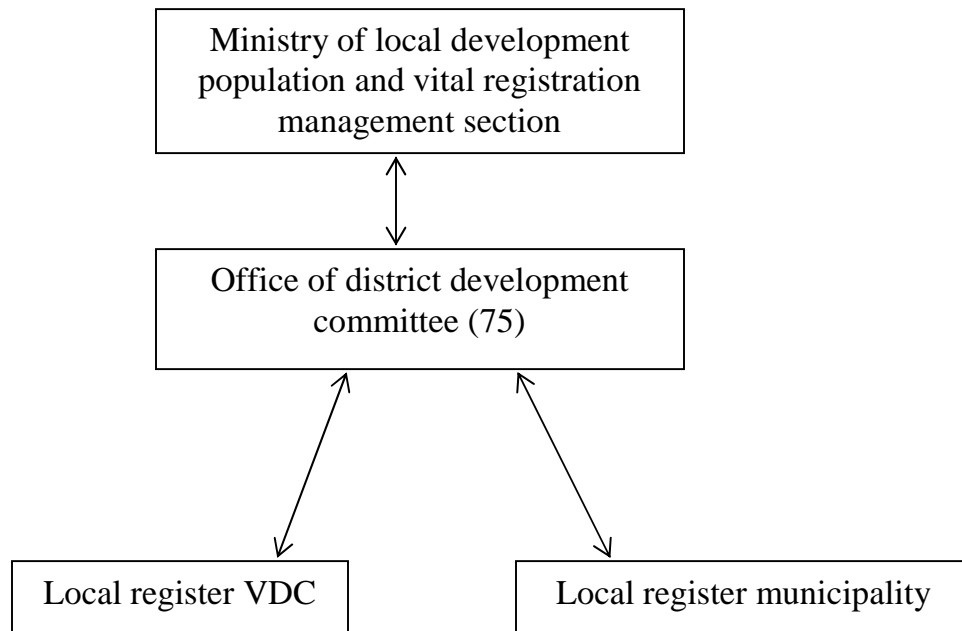 Ministry of local development
population and vital registration
management section
Office of district development
committee (75)
Local register VDC
Local register municipality